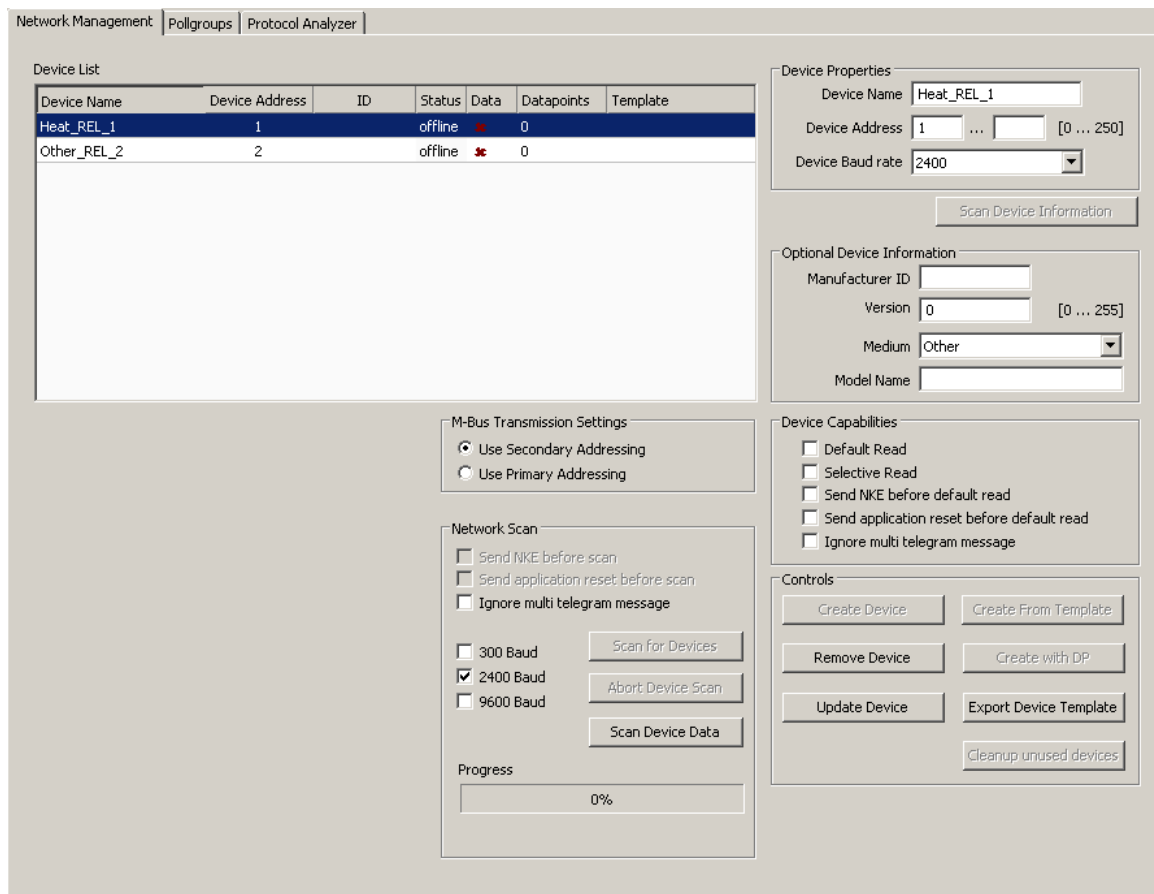 Network Management Pollgroups Protocol Analyzer
Device List
Device Name Device Address ID Status Data Datapoints Template
Heat_REL_1 1 offline 0
Other_REL_2 2 offline 0
Device Properties
Device Name Heat_REL_1
Device Address 1 ... [0 ... 250]
Device Baud rate 2400
Scan Device Information
Optional Device Information
Manufacturer ID
Version 0 [0 ... 255]
Medium Other
Model Name
M-Bus Transmission Settings
Use Secondary Addressing
Use Primary Addressing
Device Capabilities
Default Read
Selective Read
Send NKE before default read
Send application reset before default read
Ignore multi telegram message
Network Scan
Send NKE before scan
Send application reset before scan
Ignore multi telegram message
300 Baud
2400 Baud
9600 Baud
Scan for Devices
Abort Device Scan
Scan Device Data
Progress
0%
Controls
Create Device Create From Template
Remove Device Create with DP
Update Device Export Device Template
Cleanup unused devices